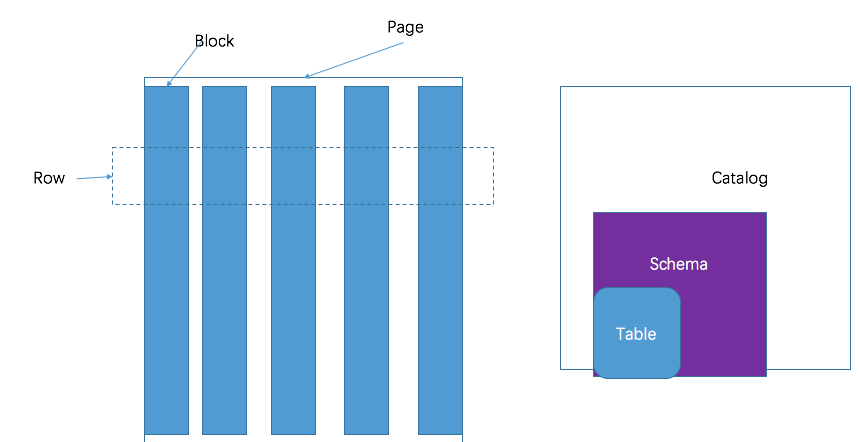 Block
Page
Row
Catalog
Schema
Table